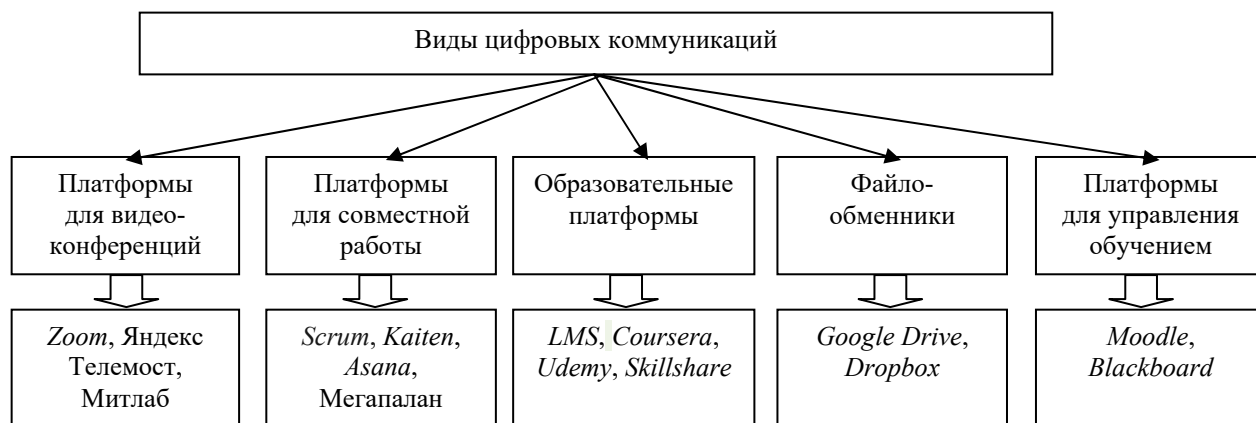 Виды цифровых коммуникаций
Платформы
для видео-
конференций
Платформы
для совместной
работы
Образовательные
платформы
Файло-
обменники
Платформы
для управления
обучением
Zoom, Яндекс
Телемост,
Митлаб
Scrum, Kaiten,
Asana,
Мегапалан
LMS, Coursera,
Udemy, Skillshare
Google Drive,
Dropbox
Moodle,
Blackboard